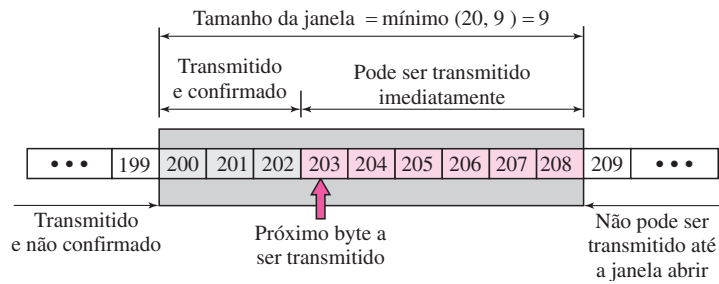 Tamanho da janela = mínimo (20, 9) = 9
Transmitido
e confirmado
Pode ser transmitido
imediatamente
••• 199 200 201 202 203 204 205 206 207 208 209 •••
Transmitido
e não confirmado
Próximo byte a
ser transmitido
Não pode ser
transmitido até
a janela abrir